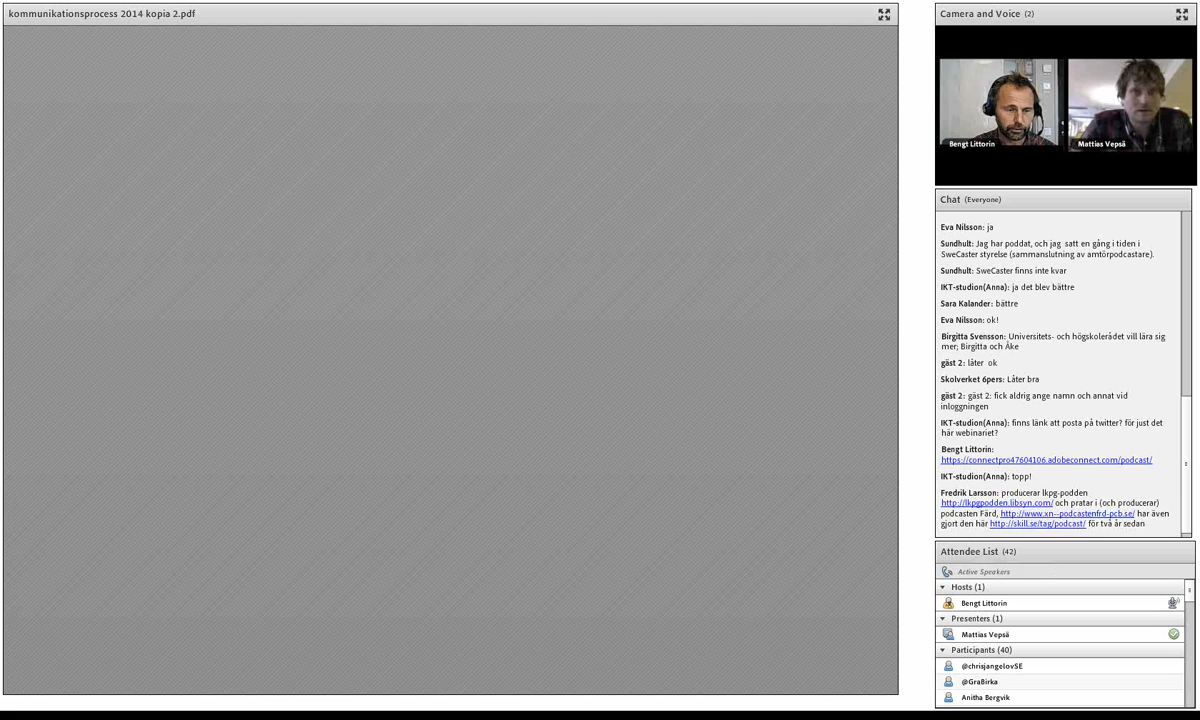 kommunikationsprocess 2014 kopia 2.pdf
Camera and Voice (2)
Bengt Littorin
Mattias Vepsä
Chat (Everyone)
Eva Nilsson: ja
Sundhult: Jag har poddat, och jag satt en gång i tiden i
SweCaster styrelse (sammanslutning av amtörpodcastare).
Sundhult: SweCaster finns inte kvar
IKT-studion(Anna): ja det blev bättre
Sara Kalander: bättre
Eva Nilsson: ok!
Birgitta Svensson: Universitets- och högskolerådet vill lära sig
mer; Birgitta och Åke
gäst 2: låter ok
Skolverket 6pers: Låter bra
gäst 2: gäst 2: fick aldrig ange namn och annat vid
inloggningen
IKT-studion(Anna): finns länk att posta på twitter? för just det
här webinariet?
Bengt Littorin:
https://connectpro47604106.adobeconnect.com/podcast/
IKT-studion(Anna): topp!
Fredrik Larsson: producerar lkpg-podden
http://lkpgpodden.libsyn.com/ och pratar i (och producerar)
podcasten Färd, http://www.xn--podcastenfrd-pcb.se/ har även
gjort den här http://skill.se/tag/podcast/ för två år sedan
Attendee List (42)
Active Speakers
Hosts (1)
Bengt Littorin
Presenters (1)
Mattias Vepsä
Participants (40)
@chrisjangelovSE
@GraBirka
Anitha Bergvik